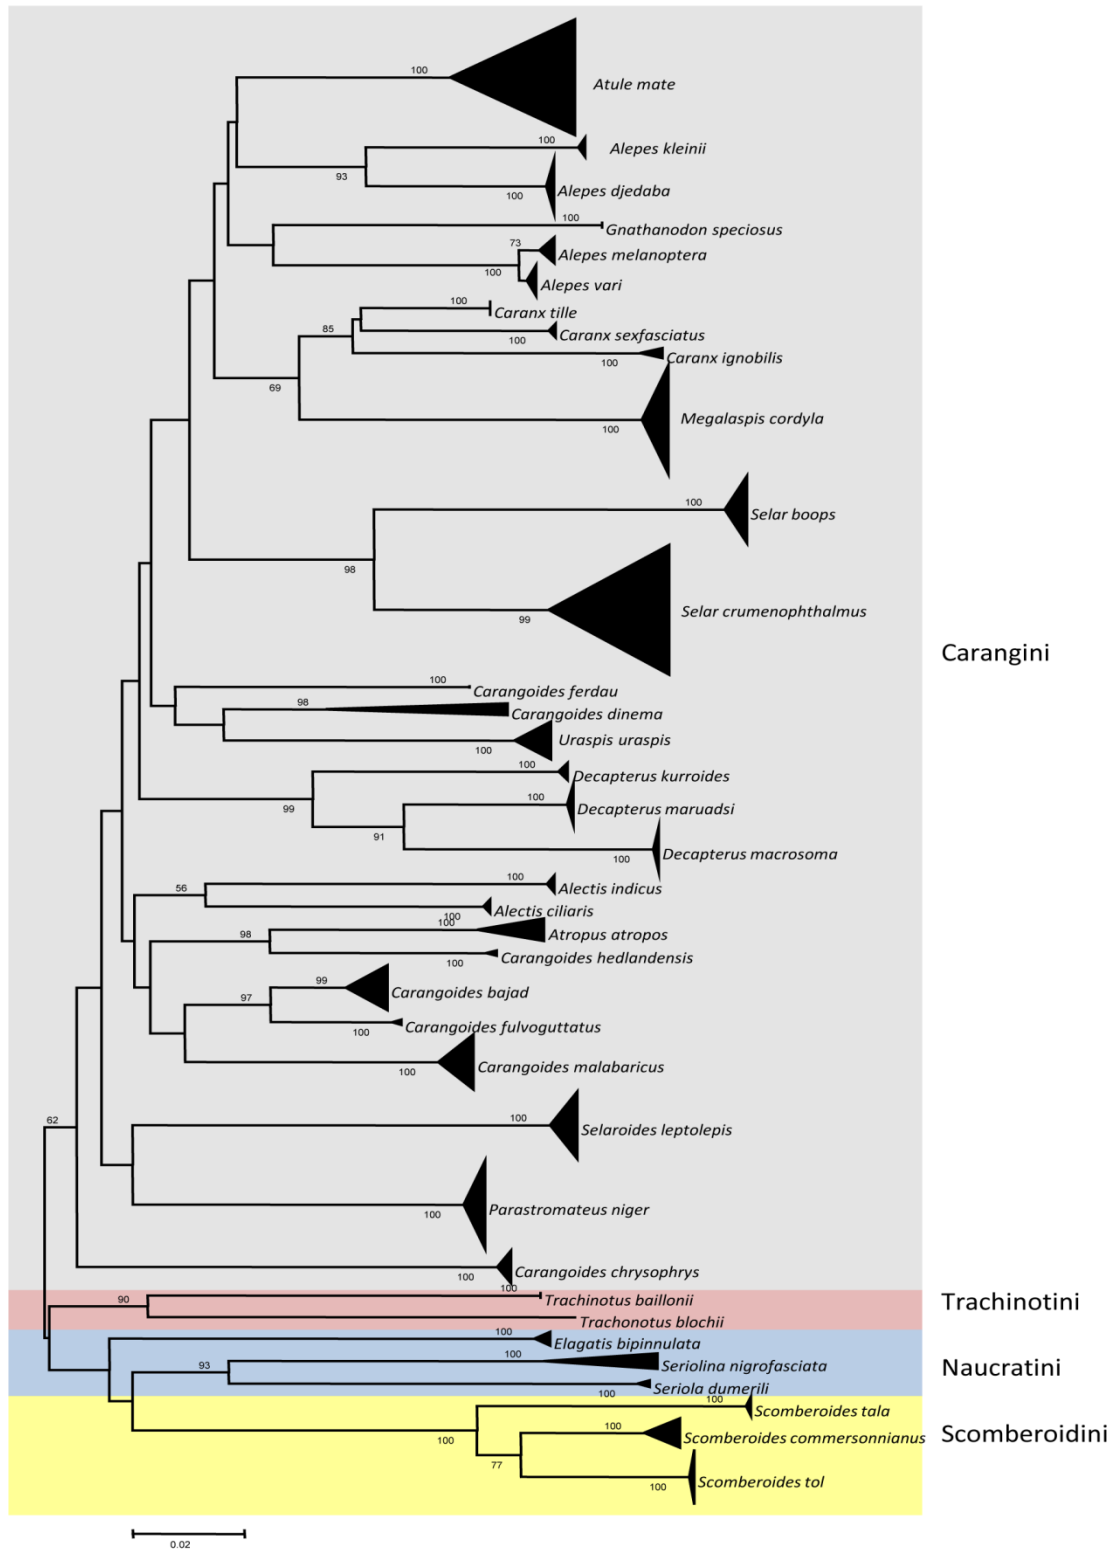 100
Atule mate
100
Alepes kleinii
93
100
Alepes djedaba
100
Gnathanodon speciosus
73
Alepes melanoptera
100
Alepes vari
100
Caranx tille
85
Caranx sexfasciatus
100
Caranx ignobilis
100
69
Megalaspis cordyla
100
100
Selar boops
98
Selar crumenophthalmus
99
Carangini
100
Carangoides ferdau
98
Carangoides dinema
Uraspis uraspis
100
100
Decapterus kurroides
100
Decapterus maruadsi
99
91
Decapterus macrosoma
100
100
Alectis indicus
56
Alectis ciliaris
100
100
Atropus atropos
98
Carangoides hedlandensis
100
99
Carangoides bajad
97
Carangoides fulvoguttatus
100
Carangoides malabaricus
100
62
100
Selaroides leptolepis
Parastromateus niger
100
Carangoides chrysophrys
100
100
Trachinotus baillonii
Trachinotini
90
Trachonotus blochii
100
Elagatis bipinnulata
100
Seriolina nigrofasciata
Naucratini
93
Seriola dumerili
100
100
Scomberoides tala
100
Scomberoides commersonnianus
Scomberoidini
100
77
Scomberoides tol
100
0.02